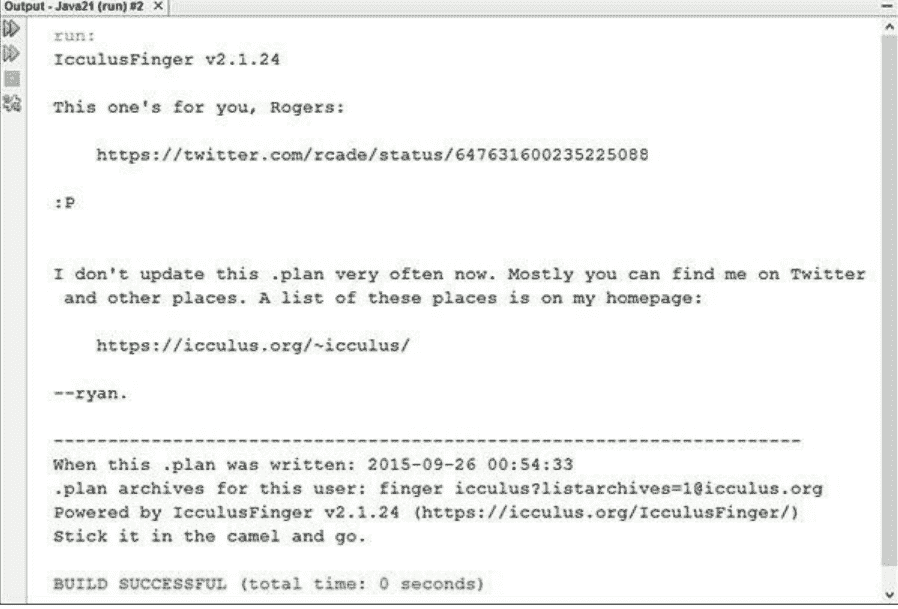 Output - Java21 (run) #2
run:
IcculusFinger v2.1.24
This one's for you, Rogers:
https://twitter.com/rcade/status/647631600235225088
:P
I don't update this .plan very often now. Mostly you can find me on Twitter
and other places. A list of these places is on my homepage:
https://icculus.org/~icculus/
--ryan.
---------------------------------------------------------------------
When this .plan was written: 2015-09-26 00:54:33
.plan archives for this user: finger icculus?listarchives=1@icculus.org
Powered by IcculusFinger v2.1.24 (https://icculus.org/IcculusFinger/)
Stick it in the camel and go.
BUILD SUCCESSFUL (total time: 0 seconds)